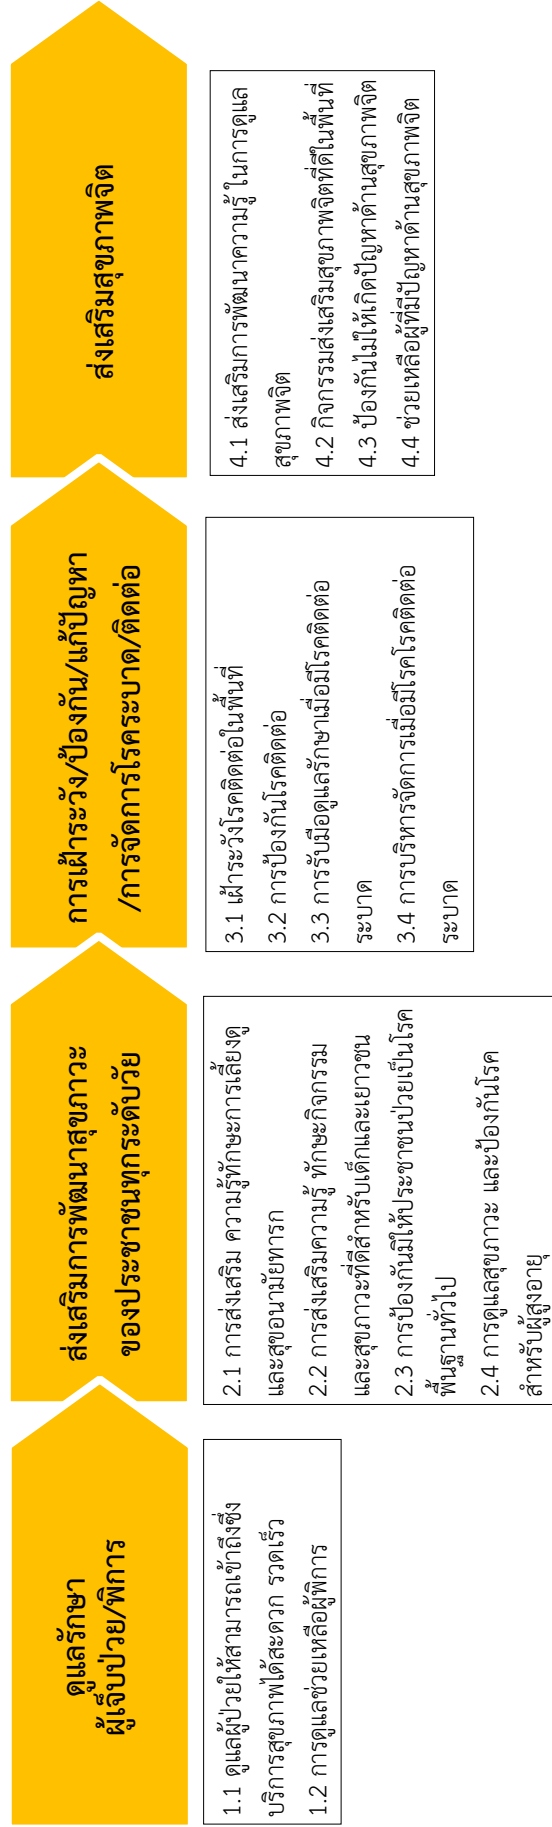 ดูแลรักษา
ผู้เจ็บป่วย/พิการ
1.1 ดูแลผู้ป่วยให้สามารถเข้าถึงซึ่ง
บริการสุขภาพได้สะดวก รวดเร็ว
1.2 การดูแลช่วยเหลือผู้พิการ
ส่งเสริมการพัฒนาสุขภาวะ
ของประชาชนทุกระดับวัย
2.1 การส่งเสริม ความรู้ทักษะการเลี้ยงดู
และสุขอนามัยทารก
2.2 การส่งเสริมความรู้ ทักษะกิจกรรม
และสุขภาวะที่ดีสำหรับเด็กและเยาวชน
2.3 การป้องกันมิให้ประชาชนป่วยเป็นโรค
พื้นฐานทั่วไป
2.4 การดูแลสุขภาวะ และป้องกันโรค
สำหรับผู้สูงอายุ
การเฝ้าระวัง/ป้องกัน/แก้ปัญหา
/การจัดการโรคระบาด/ติดต่อ
3.1 เฝ้าระวังโรคติดต่อในพื้นที่
3.2 การป้องกันโรคติดต่อ
3.3 การรับมือดูแลรักษาเมื่อมีโรคติดต่อ
ระบาด
3.4 การบริหารจัดการเมื่อมีโรคโรคติดต่อ
ระบาด
ส่งเสริมสุขภาพจิต
4.1 ส่งเสริมการพัฒนาความรู้ ในการดูแล
สุขภาพจิต
4.2 กิจกรรมส่งเสริมสุขภาพจิตที่ดีในพื้นที่
4.3 ป้องกันไม่ให้เกิดปัญหาด้านสุขภาพจิต
4.4 ช่วยเหลือผู้ที่มีปัญหาด้านสุขภาพจิต